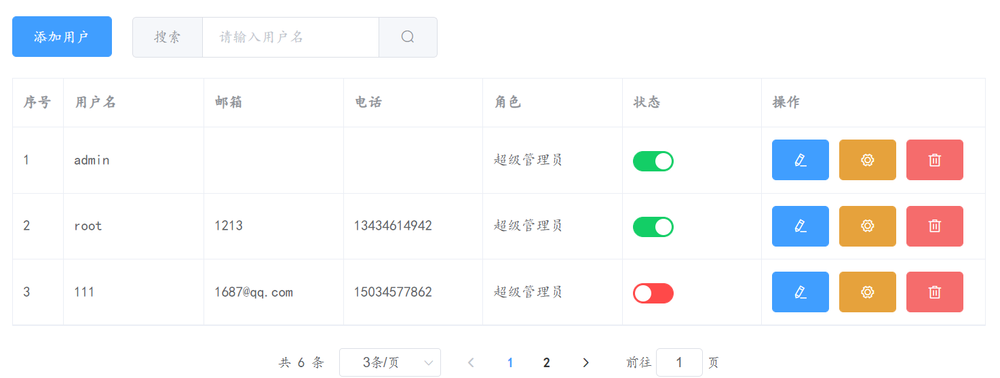 添加用户 搜索 请输入用户名
序号 用户名 邮箱 电话 角色 状态 操作
1 admin 超级管理员
2 root 1213 13434614942 超级管理员
3 111 1687@qq.com 15034577862 超级管理员
共 6 条 3条/页 1 2 前往 1 页